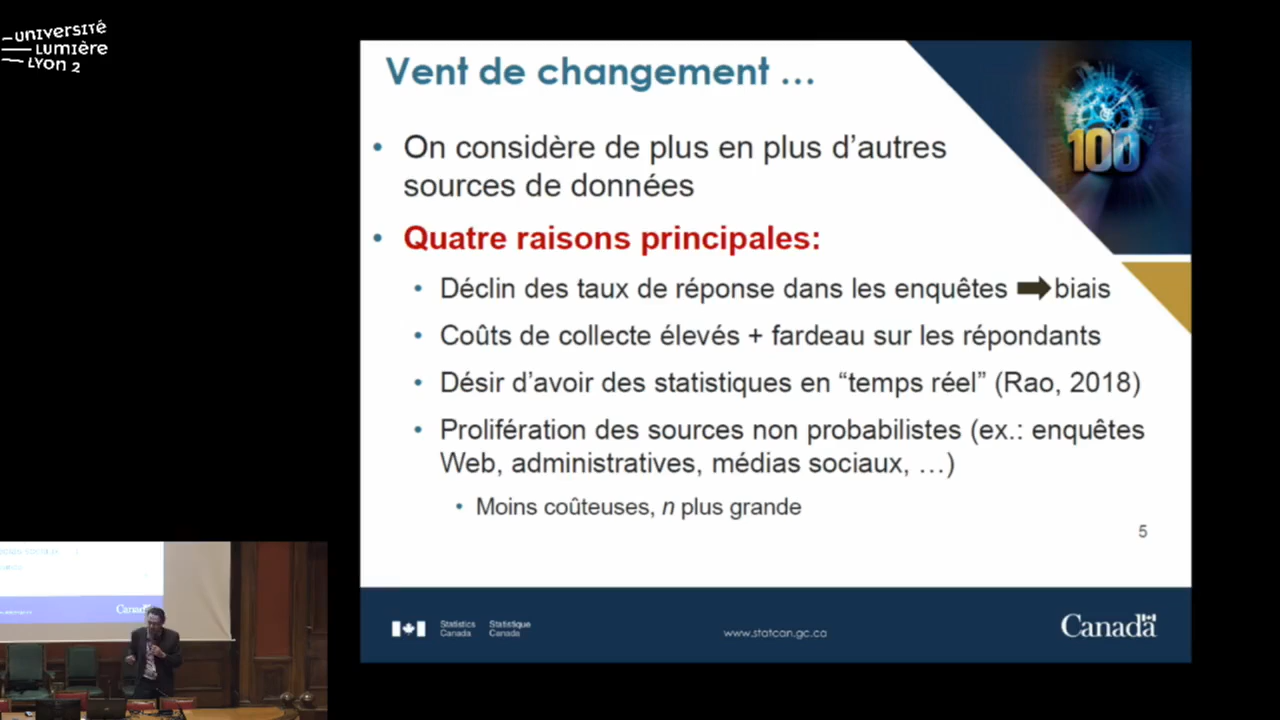 université
Lumière
Lyon 2
Vent de changement …
100
• On considère de plus en plus d’autres
sources de données
• Quatre raisons principales:
• Déclin des taux de réponse dans les enquêtes ➡ biais
• Coûts de collecte élevés + fardeau sur les répondants
• Désir d’avoir des statistiques en “temps réel” (Rao, 2018)
• Prolifération des sources non probabilistes (ex.: enquêtes
Web, administratives, médias sociaux, …)
• Moins coûteuses, n plus grande
5
Statistics Statistique
Canada Canada
www.statcan.gc.ca
Canada
Canada